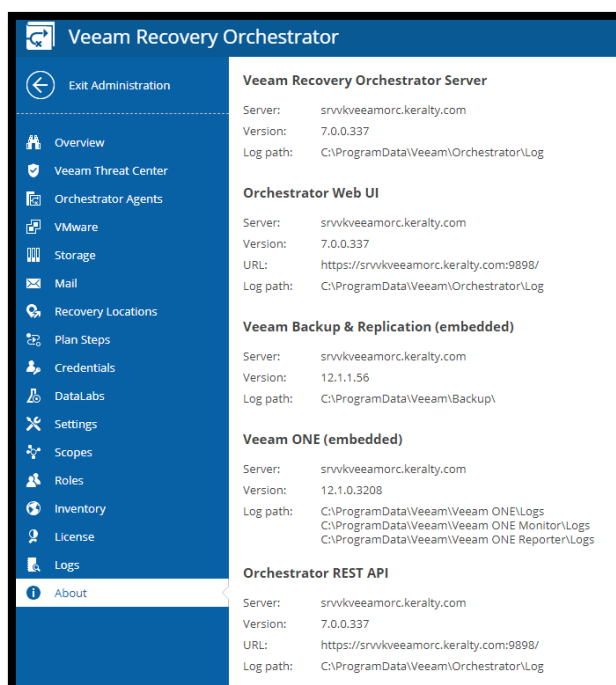 Veeam Recovery Orchestrator
Exit Administration
Overview
Veeam Threat Center
Orchestrator Agents
VMware
Storage
Mail
Recovery Locations
Plan Steps
Credentials
DataLabs
Settings
Scopes
Roles
Inventory
License
Logs
About
Veeam Recovery Orchestrator Server
Server: srvvkveeamorc.keralty.com
Version: 7.0.0.337
Log path: C:\ProgramData\Veeam\Orchestrator\Log
Orchestrator Web UI
Server: srvvkveeamorc.keralty.com
Version: 7.0.0.337
URL: https://srvvkveeamorc.keralty.com:9898/
Log path: C:\ProgramData\Veeam\Orchestrator\Log
Veeam Backup & Replication (embedded)
Server: srvvkveeamorc.keralty.com
Version: 12.1.1.56
Log path: C:\ProgramData\Veeam\Backup\
Veeam ONE (embedded)
Server: srvvkveeamorc.keralty.com
Version: 12.1.0.3208
Log path: C:\ProgramData\Veeam\Veeam ONE\Logs
C:\ProgramData\Veeam\Veeam ONE Monitor\Logs
C:\ProgramData\Veeam\Veeam ONE Reporter\Logs
Orchestrator REST API
Server: srvvkveeamorc.keralty.com
Version: 7.0.0.337
URL: https://srvvkveeamorc.keralty.com:9898/
Log path: C:\ProgramData\Veeam\Orchestrator\Log